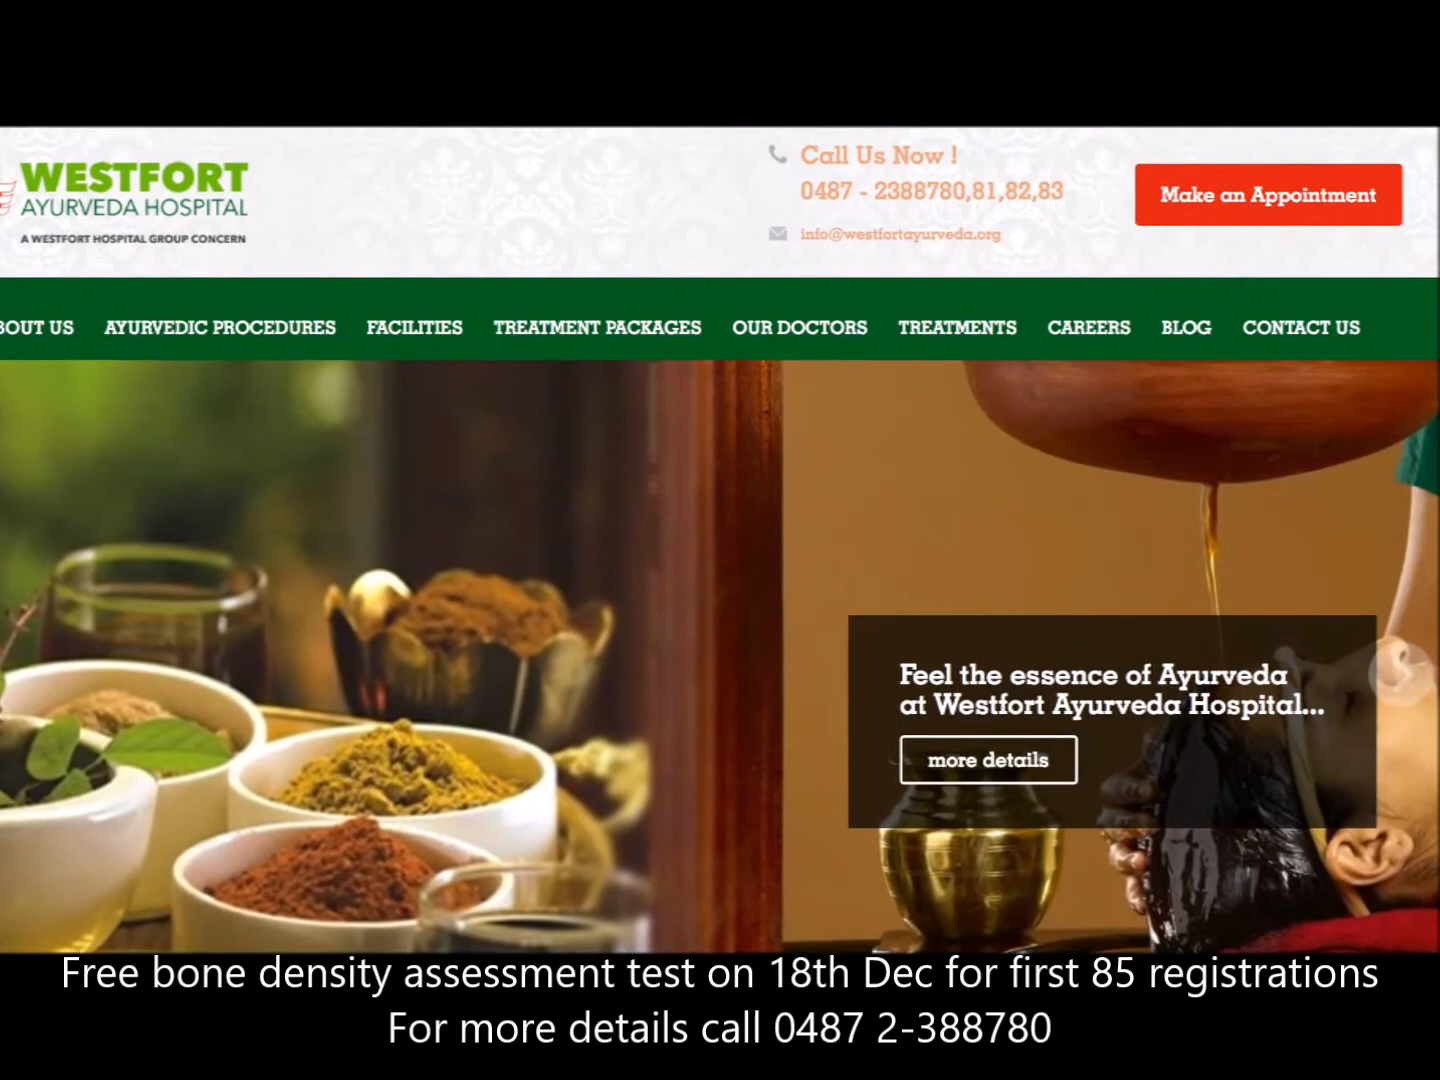 WESTFORT
AYURVEDA HOSPITAL
A WESTFORT HOSPITAL GROUP CONCERN
Call Us Now !
0487 - 2388780,81,82,83
info@westfortayurveda.org
Make an Appointment
BOUT US AYURVEDIC PROCEDURES FACILITIES TREATMENT PACKAGES OUR DOCTORS TREATMENTS CAREERS BLOG CONTACT US
Feel the essence of Ayurveda
at Westfort Ayurveda Hospital...
more details
Free bone density assessment test on 18th Dec for first 85 registrations
For more details call 0487 2-388780